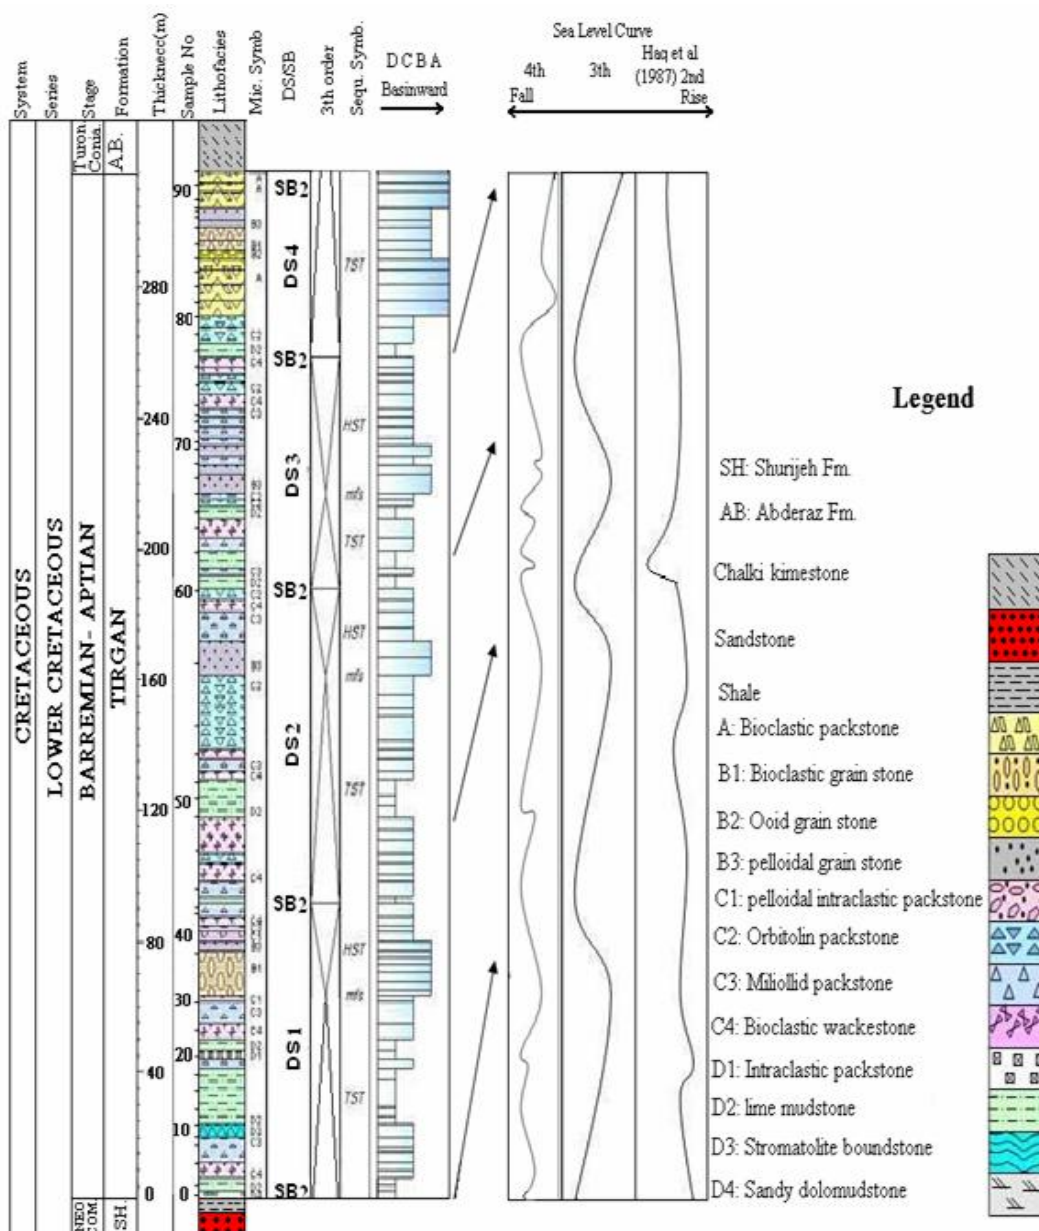 Sea Level Curve
System
Series
Stage
Formation
Thicknecc(m)
Sample No
Lithofacies
Mic. Symb
DS/SB
3th order
Sequ. Symb.
D C B A
Basinward
4th
3th
Haq et al
(1987) 2nd
Fall
Rise
Turon.
Conia.
A.B.
CRETACEOUS
LOWER CRETACEOUS
BARREMIAN- APTIAN
TIRGAN
NEO
COM.
SH.
280
240
200
160
120
80
40
0
90
80
70
60
50
40
30
20
10
0
SB2
DS4
SB2
DS3
SB2
DS2
SB2
DS1
SB2
TST
HST
mfs
TST
HST
mfs
TST
HST
mfs
TST
Legend
SH: Shurijeh Fm.
AB: Abderaz Fm.
Chalki kimestone
Sandstone
Shale
A: Bioclastic packstone
B1: Bioclastic grain stone
B2: Ooid grain stone
B3: pelloidal grain stone
C1: pelloidal intraclastic packstone
C2: Orbitolin packstone
C3: Miliollid packstone
C4: Bioclastic wackestone
D1: Intraclastic packstone
D2: lime mudstone
D3: Stromatolite boundstone
D4: Sandy dolomudstone